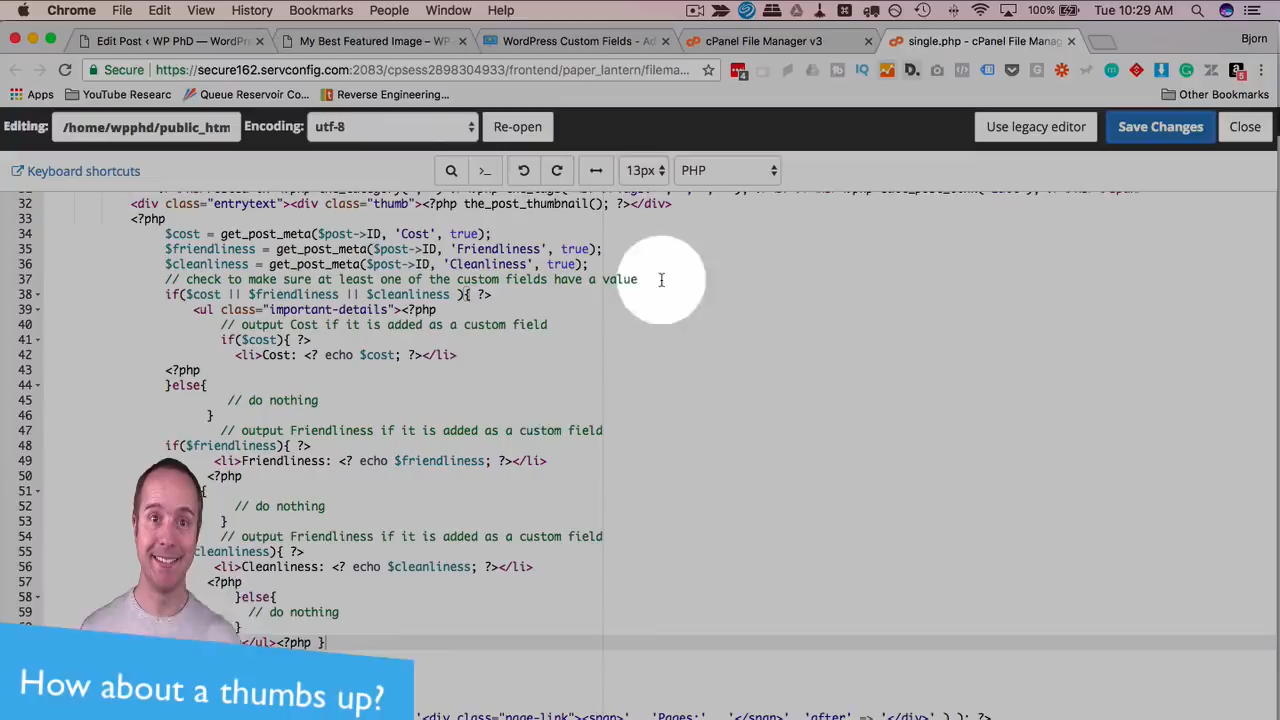 Chrome File Edit View History Bookmarks People Window Help 100% Tue 10:29 AM
Edit Post ‹ WP PhD — WordPr My Best Featured Image – WP WordPress Custom Fields - Ad cPanel File Manager v3 single.php - cPanel File Manag Bjorn
Secure https://secure162.servconfig.com:2083/cpsess2898304933/frontend/paper_lantern/filema...
Apps YouTube Researc Queue Reservoir Co... Reverse Engineering... Other Bookmarks
Editing: /home/wpphd/public_htm Encoding: utf-8 Re-open Use legacy editor Save Changes Close
Keyboard shortcuts 13px PHP
32 <div class="entrytext"><div class="thumb"><?php the_post_thumbnail(); ?></div>
33 <?php
34 $cost = get_post_meta($post->ID, 'Cost', true);
35 $friendliness = get_post_meta($post->ID, 'Friendliness', true);
36 $cleanliness = get_post_meta($post->ID, 'Cleanliness', true);
37 // check to make sure at least one of the custom fields have a value
38 if($cost || $friendliness || $cleanliness ){ ?>
39 <ul class="important-details"><?php
40 // output Cost if it is added as a custom field
41 if($cost){ ?>
42 <li>Cost: <? echo $cost; ?></li>
43 <?php
44 }else{
45 // do nothing
46 }
47 // output Friendliness if it is added as a custom field
48 if($friendliness){ ?>
49 <li>Friendliness: <? echo $friendliness; ?></li>
50 <?php
51 {
52 // do nothing
53 }
54 // output Friendliness if it is added as a custom field
55 cleanliness){ ?>
56 <li>Cleanliness: <? echo $cleanliness; ?></li>
57 <?php
58 }else{
59 // do nothing
}
</ul><?php }
How about a thumbs up?
'<div class="page-link"><span>' 'Pages:' '</span>' 'after' => '</div>' ) ); ?>